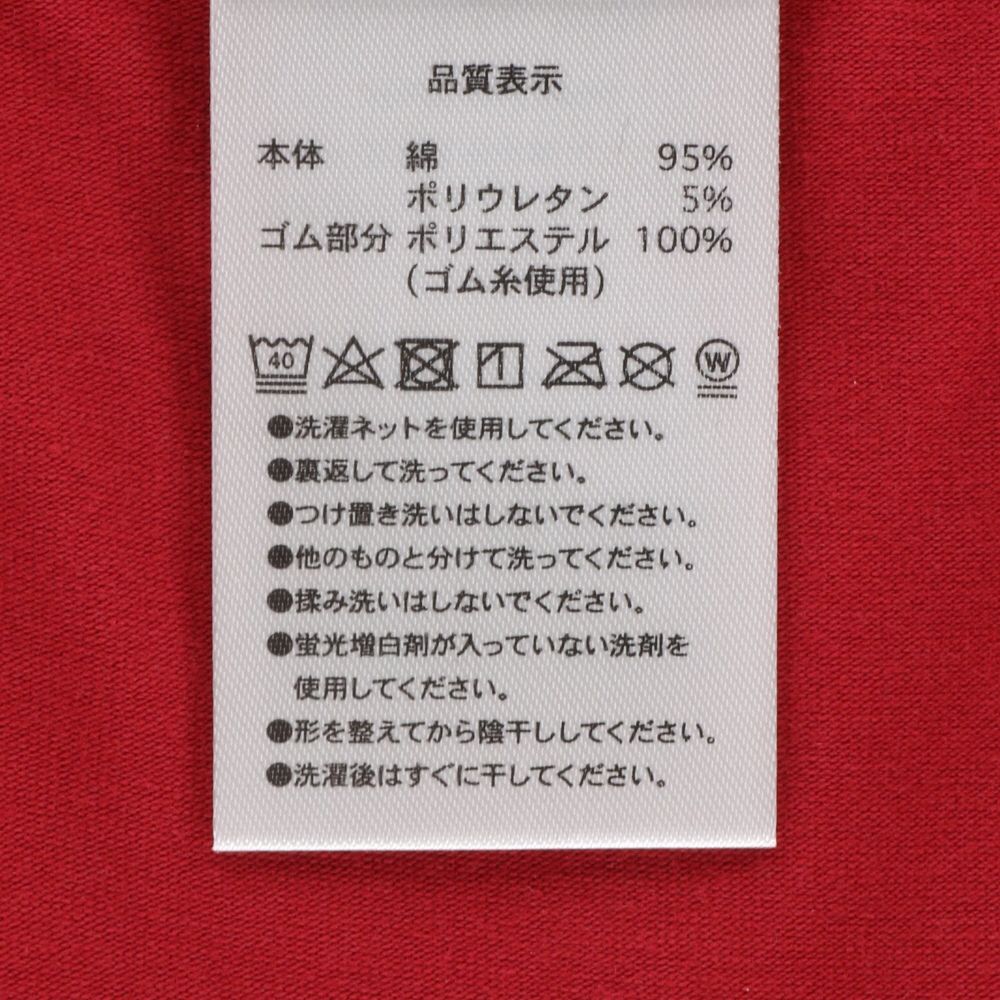 品質表示
本体 綿 95%
ポリウレタン 5%
ゴム部分 ポリエステル 100%
(ゴム糸使用)
40 W
●洗濯ネットを使用してください。
●裏返して洗ってください。
●つけ置き洗いはしないでください。
●他のものと分けて洗ってください。
●揉み洗いはしないでください。
●蛍光増白剤が入っていない洗剤を
使用してください。
●形を整えてから陰干ししてください。
●洗濯後はすぐに干してください。